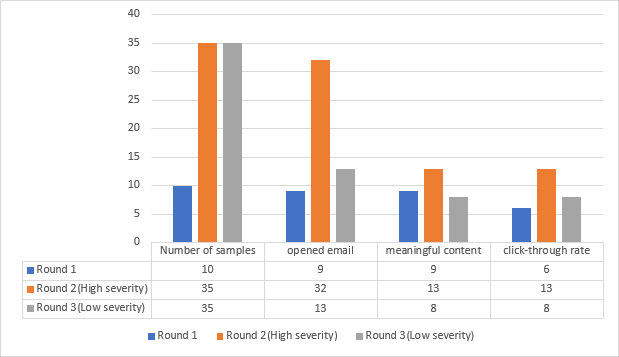 40
35
30
25
20
15
10
5
0
Number of samples opened email meaningful content click-through rate
Round 1 10 9 9 6
Round 2(High severity) 35 32 13 13
Round 3(Low severity) 35 13 8 8
Round 1 Round 2(High severity) Round 3(Low severity)